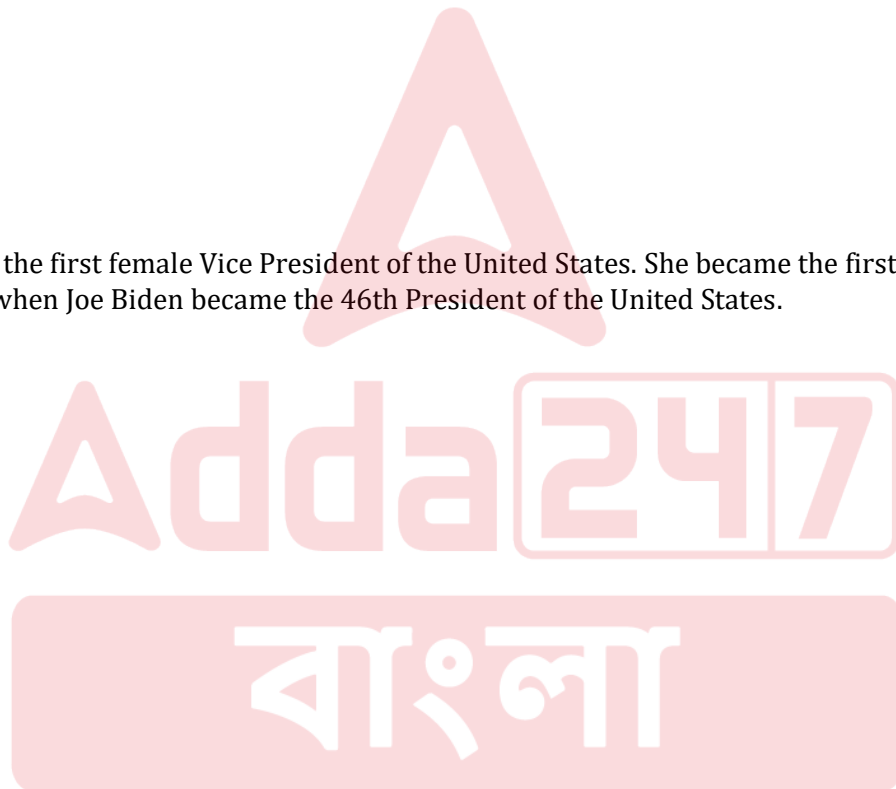 the first female Vice President of the United States. She became the first
when Joe Biden became the 46th President of the United States.
Adda247
বাংলা